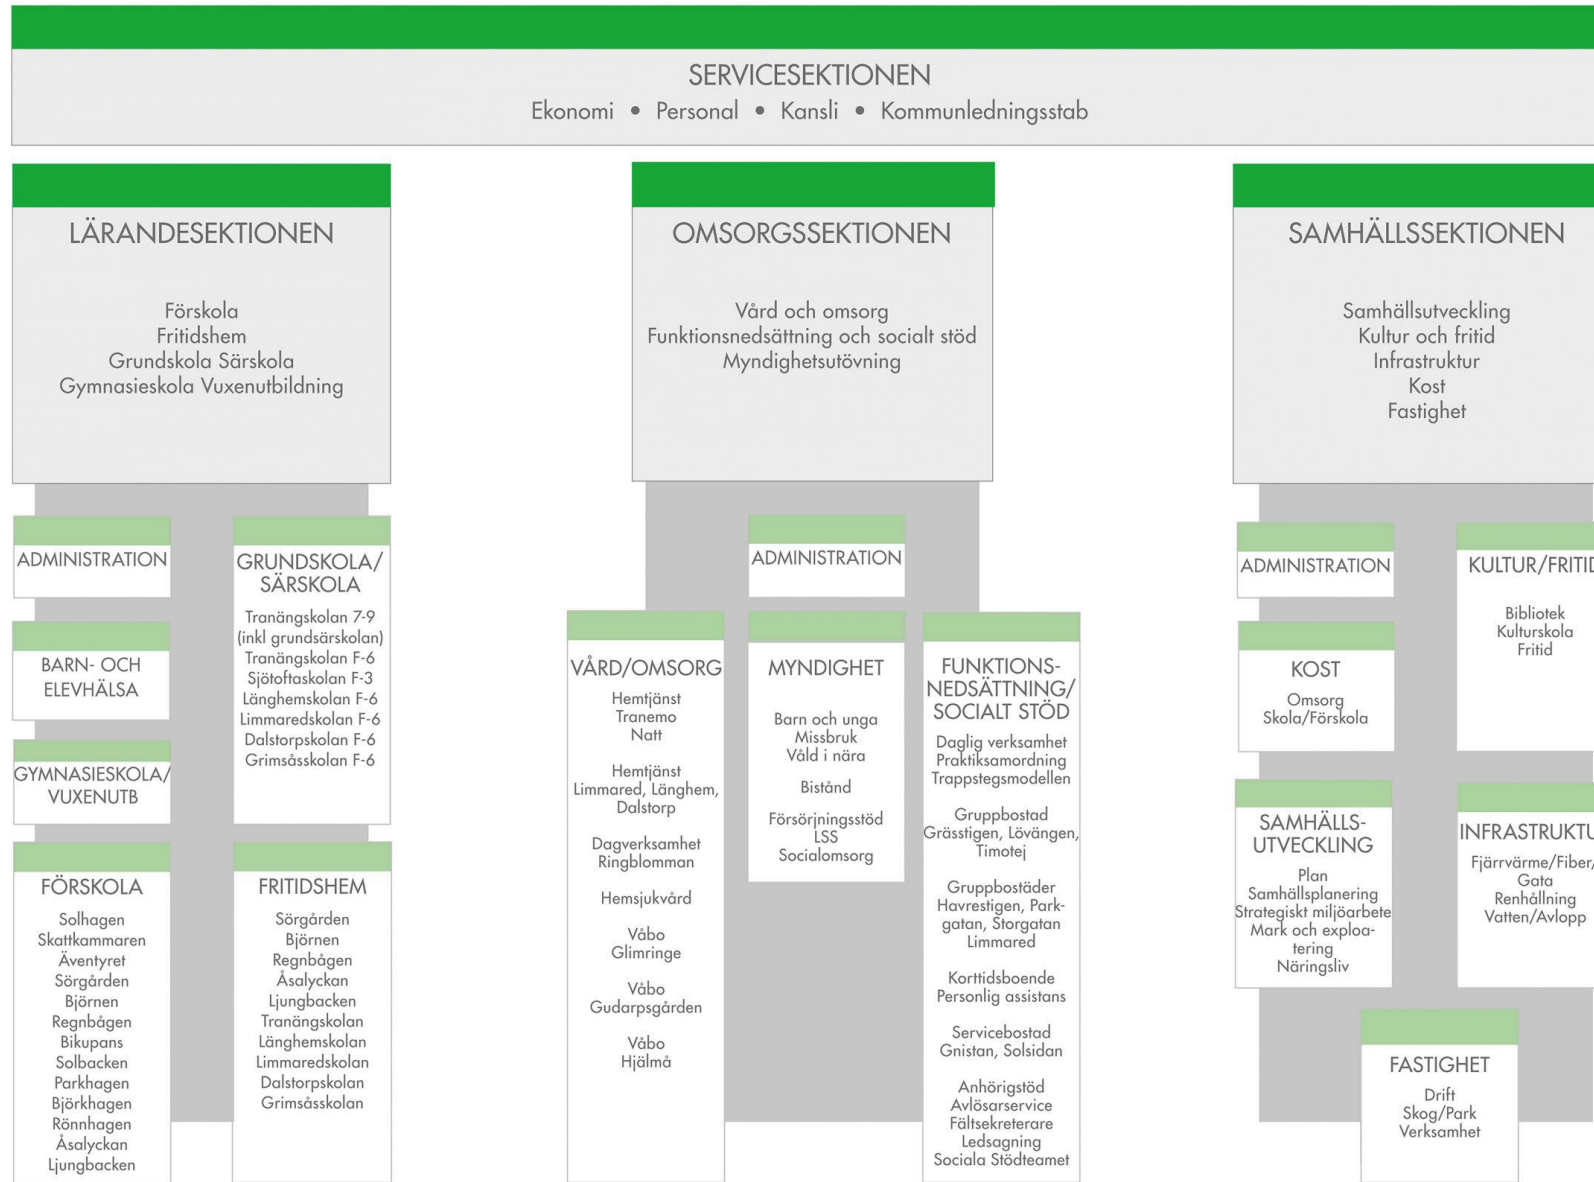 SERVICESEKTIONEN
Ekonomi • Personal • Kansli • Kommunledningsstab
LÄRANDESEKTIONEN
Förskola
Fritidshem
Grundskola Särskola
Gymnasieskola Vuxenutbildning
ADMINISTRATION
BARN- OCH
ELEVHÄLSA
GYMNASIESKOLA/
VUXENUTB
FÖRSKOLA
Solhagen
Skattkammaren
Äventyret
Sörgården
Björnen
Regnbågen
Bikupans
Solbacken
Parkhagen
Björkhagen
Rönnhagen
Åsalyckan
Ljungbacken
GRUNDSKOLA/
SÄRSKOLA
Tranängskolan 7-9
(inkl grundsärskolan)
Tranängskolan F-6
Sjötoftaskolan F-3
Länghemskolan F-6
Limmaredskolan F-6
Dalstorpskolan F-6
Grimsåsskolan F-6
FRITIDSHEM
Sörgården
Björnen
Regnbågen
Åsalyckan
Ljungbacken
Tranängskolan
Länghemskolan
Limmaredskolan
Dalstorpskolan
Grimsåsskolan
OMSORGSSEKTIONEN
Vård och omsorg
Funktionsnedsättning och socialt stöd
Myndighetsutövning
ADMINISTRATION
VÅRD/OMSORG
Hemtjänst
Tranemo
Natt
Hemtjänst
Limmared, Länghem,
Dalstorp
Dagverksamhet
Ringblomman
Hemsjukvård
Våbo
Glimringe
Våbo
Gudarpsgården
Våbo
Hjälmå
MYNDIGHET
Barn och unga
Missbruk
Våld i nära
Bistånd
Försörjningsstöd
LSS
Socialomsorg
FUNKTIONS-
NEDSÄTTNING/
SOCIALT STÖD
Daglig verksamhet
Praktiksamordning
Trappstegsmodellen
Gruppbostad
Grässtigen, Lövängen,
Timotej
Gruppbostäder
Havrestigen, Park-
gatan, Storgatan
Limmared
Korttidsboende
Personlig assistans
Servicebostad
Gnistan, Solsidan
Anhörigstöd
Avlösarservice
Fältsekreterare
Ledsagning
Sociala Stödteamet
SAMHÄLLSSEKTIONEN
Samhällsutveckling
Kultur och fritid
Infrastruktur
Kost
Fastighet
ADMINISTRATION
KOST
Omsorg
Skola/Förskola
SAMHÄLLS-
UTVECKLING
Plan
Samhällsplanering
Strategiskt miljöarbete
Mark och exploa-
tering
Näringsliv
KULTUR/FRITID
Bibliotek
Kulturskola
Fritid
INFRASTRUKTU
Fjärrvärme/Fiber/
Gata
Renhållning
Vatten/Avlopp
FASTIGHET
Drift
Skog/Park
Verksamhet